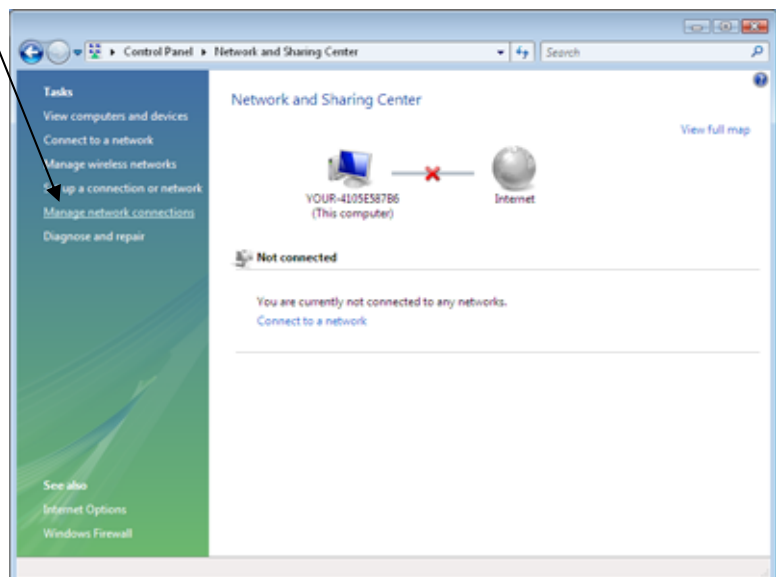 Control Panel ▸ Network and Sharing Center
Search
Tasks
View computers and devices
Connect to a network
Manage wireless networks
Set up a connection or network
Manage network connections
Diagnose and repair
See also
Internet Options
Windows Firewall
Network and Sharing Center
View full map
YOUR-4105E587B6
(This computer)
Internet
Not connected
You are currently not connected to any networks.
Connect to a network